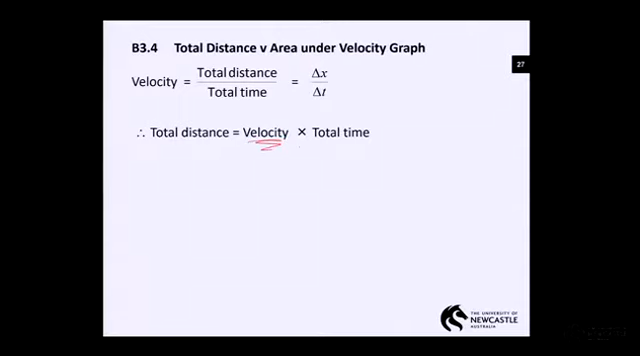 B3.4 Total Distance v Area under Velocity Graph
27
Velocity = Total distance / Total time = Δx / Δt
∴ Total distance = Velocity × Total time
THE UNIVERSITY OF
NEWCASTLE
AUSTRALIA